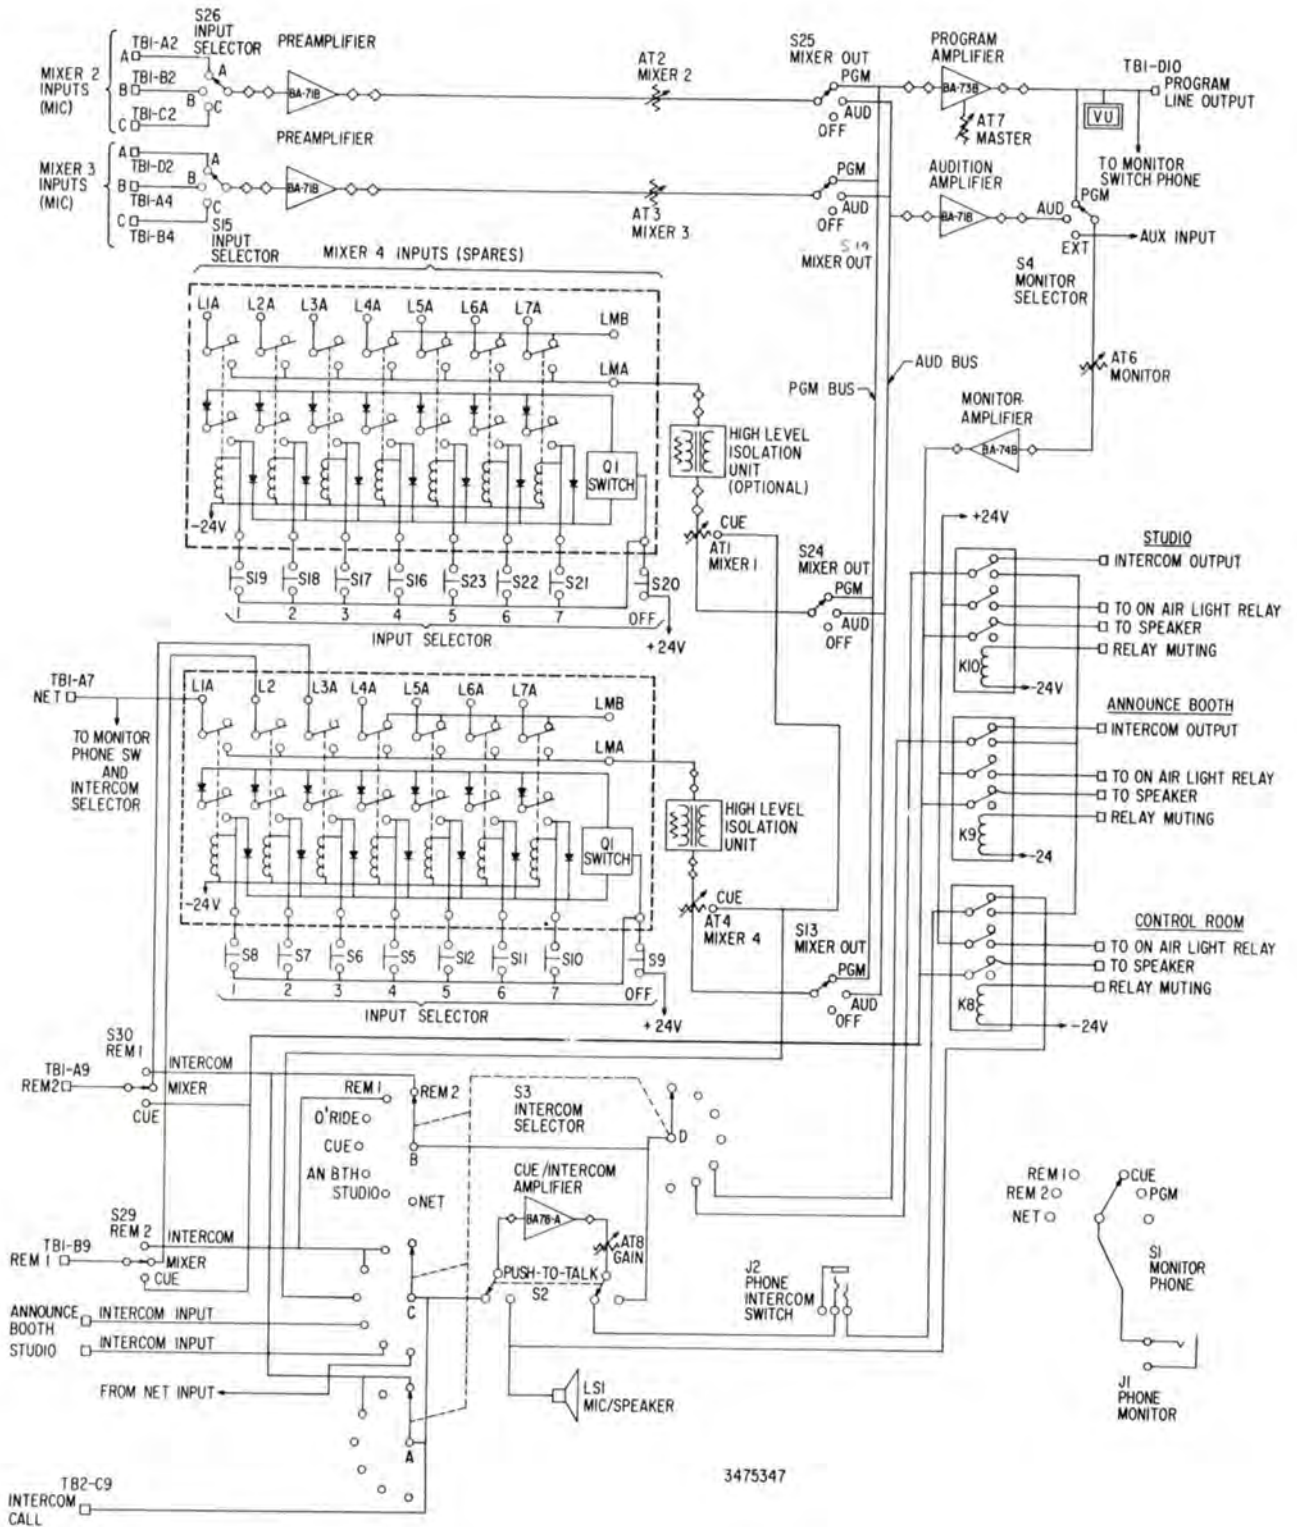 S26
INPUT
SELECTOR
PREAMPLIFIER
MIXER 2
INPUTS
(MIC)
A TB1-A2
A
B TB1-B2
B
C TB1-C2
C
BA-71B
AT2
MIXER 2
S25
MIXER OUT
PGM
AUD
OFF
PROGRAM
AMPLIFIER
BA-73B
AT7
MASTER
TB1-D10
PROGRAM
LINE OUTPUT
VU
TO MONITOR
SWITCH PHONE
PREAMPLIFIER
MIXER 3
INPUTS
(MIC)
A
TB1-D2
A
B
TB1-A4
B
C
TB1-B4
C
S15
INPUT
SELECTOR
BA-71B
AT3
MIXER 3
PGM
AUD
OFF
S14
MIXER OUT
AUDITION
AMPLIFIER
BA-71B
AUD
PGM
EXT
AUX INPUT
S4
MONITOR
SELECTOR
MIXER 4 INPUTS (SPARES)
L1A L2A L3A L4A L5A L6A L7A
LMB
LMA
Q1
SWITCH
-24V
S19 S18 S17 S16 S23 S22 S21 S20
1 2 3 4 5 6 7 OFF
INPUT SELECTOR
+24V
HIGH LEVEL
ISOLATION
UNIT
(OPTIONAL)
CUE
AT1
MIXER 1
S24
MIXER OUT
PGM
AUD
OFF
PGM BUS
AUD BUS
AT6
MONITOR
MONITOR
AMPLIFIER
BA-74B
+24V
STUDIO
INTERCOM OUTPUT
TO ON AIR LIGHT RELAY
TO SPEAKER
RELAY MUTING
K10
-24V
ANNOUNCE BOOTH
INTERCOM OUTPUT
TO ON AIR LIGHT RELAY
TO SPEAKER
RELAY MUTING
K9
-24
CONTROL ROOM
TO ON AIR LIGHT RELAY
TO SPEAKER
RELAY MUTING
K8
-24V
TB1-A7
NET
TO MONITOR
PHONE SW
AND
INTERCOM
SELECTOR
L1A L2 L3A L4A L5A L6A L7A
LMB
LMA
Q1
SWITCH
-24V
S8 S7 S6 S5 S12 S11 S10 S9
1 2 3 4 5 6 7 OFF
INPUT SELECTOR
+24V
HIGH LEVEL
ISOLATION
UNIT
CUE
AT4
MIXER 4
S13
MIXER OUT
PGM
AUD
OFF
S30
REM 1
TB1-A9
REM2
INTERCOM
MIXER
CUE
REM 1
REM 2
O'RIDE
CUE
B
AN BTH
STUDIO
NET
S3
INTERCOM
SELECTOR
D
CUE/INTERCOM
AMPLIFIER
BA78-A
AT8
GAIN
PUSH-TO-TALK
S2
C
S29
REM 2
TB1-B9
REM 1
INTERCOM
MIXER
CUE
ANNOUNCE
BOOTH
INTERCOM INPUT
STUDIO
INTERCOM INPUT
FROM NET INPUT
A
LS1
MIC/SPEAKER
J2
PHONE
INTERCOM
SWITCH
REM 1
CUE
REM 2
PGM
NET
S1
MONITOR
PHONE
J1
PHONE
MONITOR
TB2-C9
INTERCOM
CALL
3475347